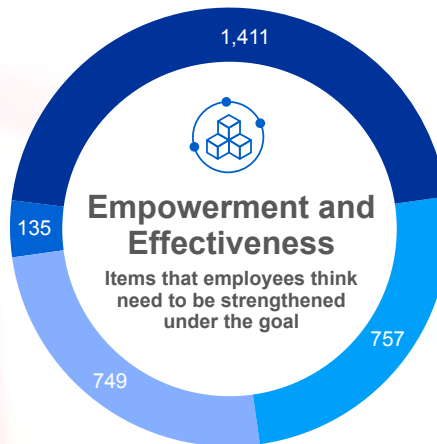 1,411
Empowerment and
Effectiveness
135
Items that employees think
need to be strengthened
under the goal
757
749